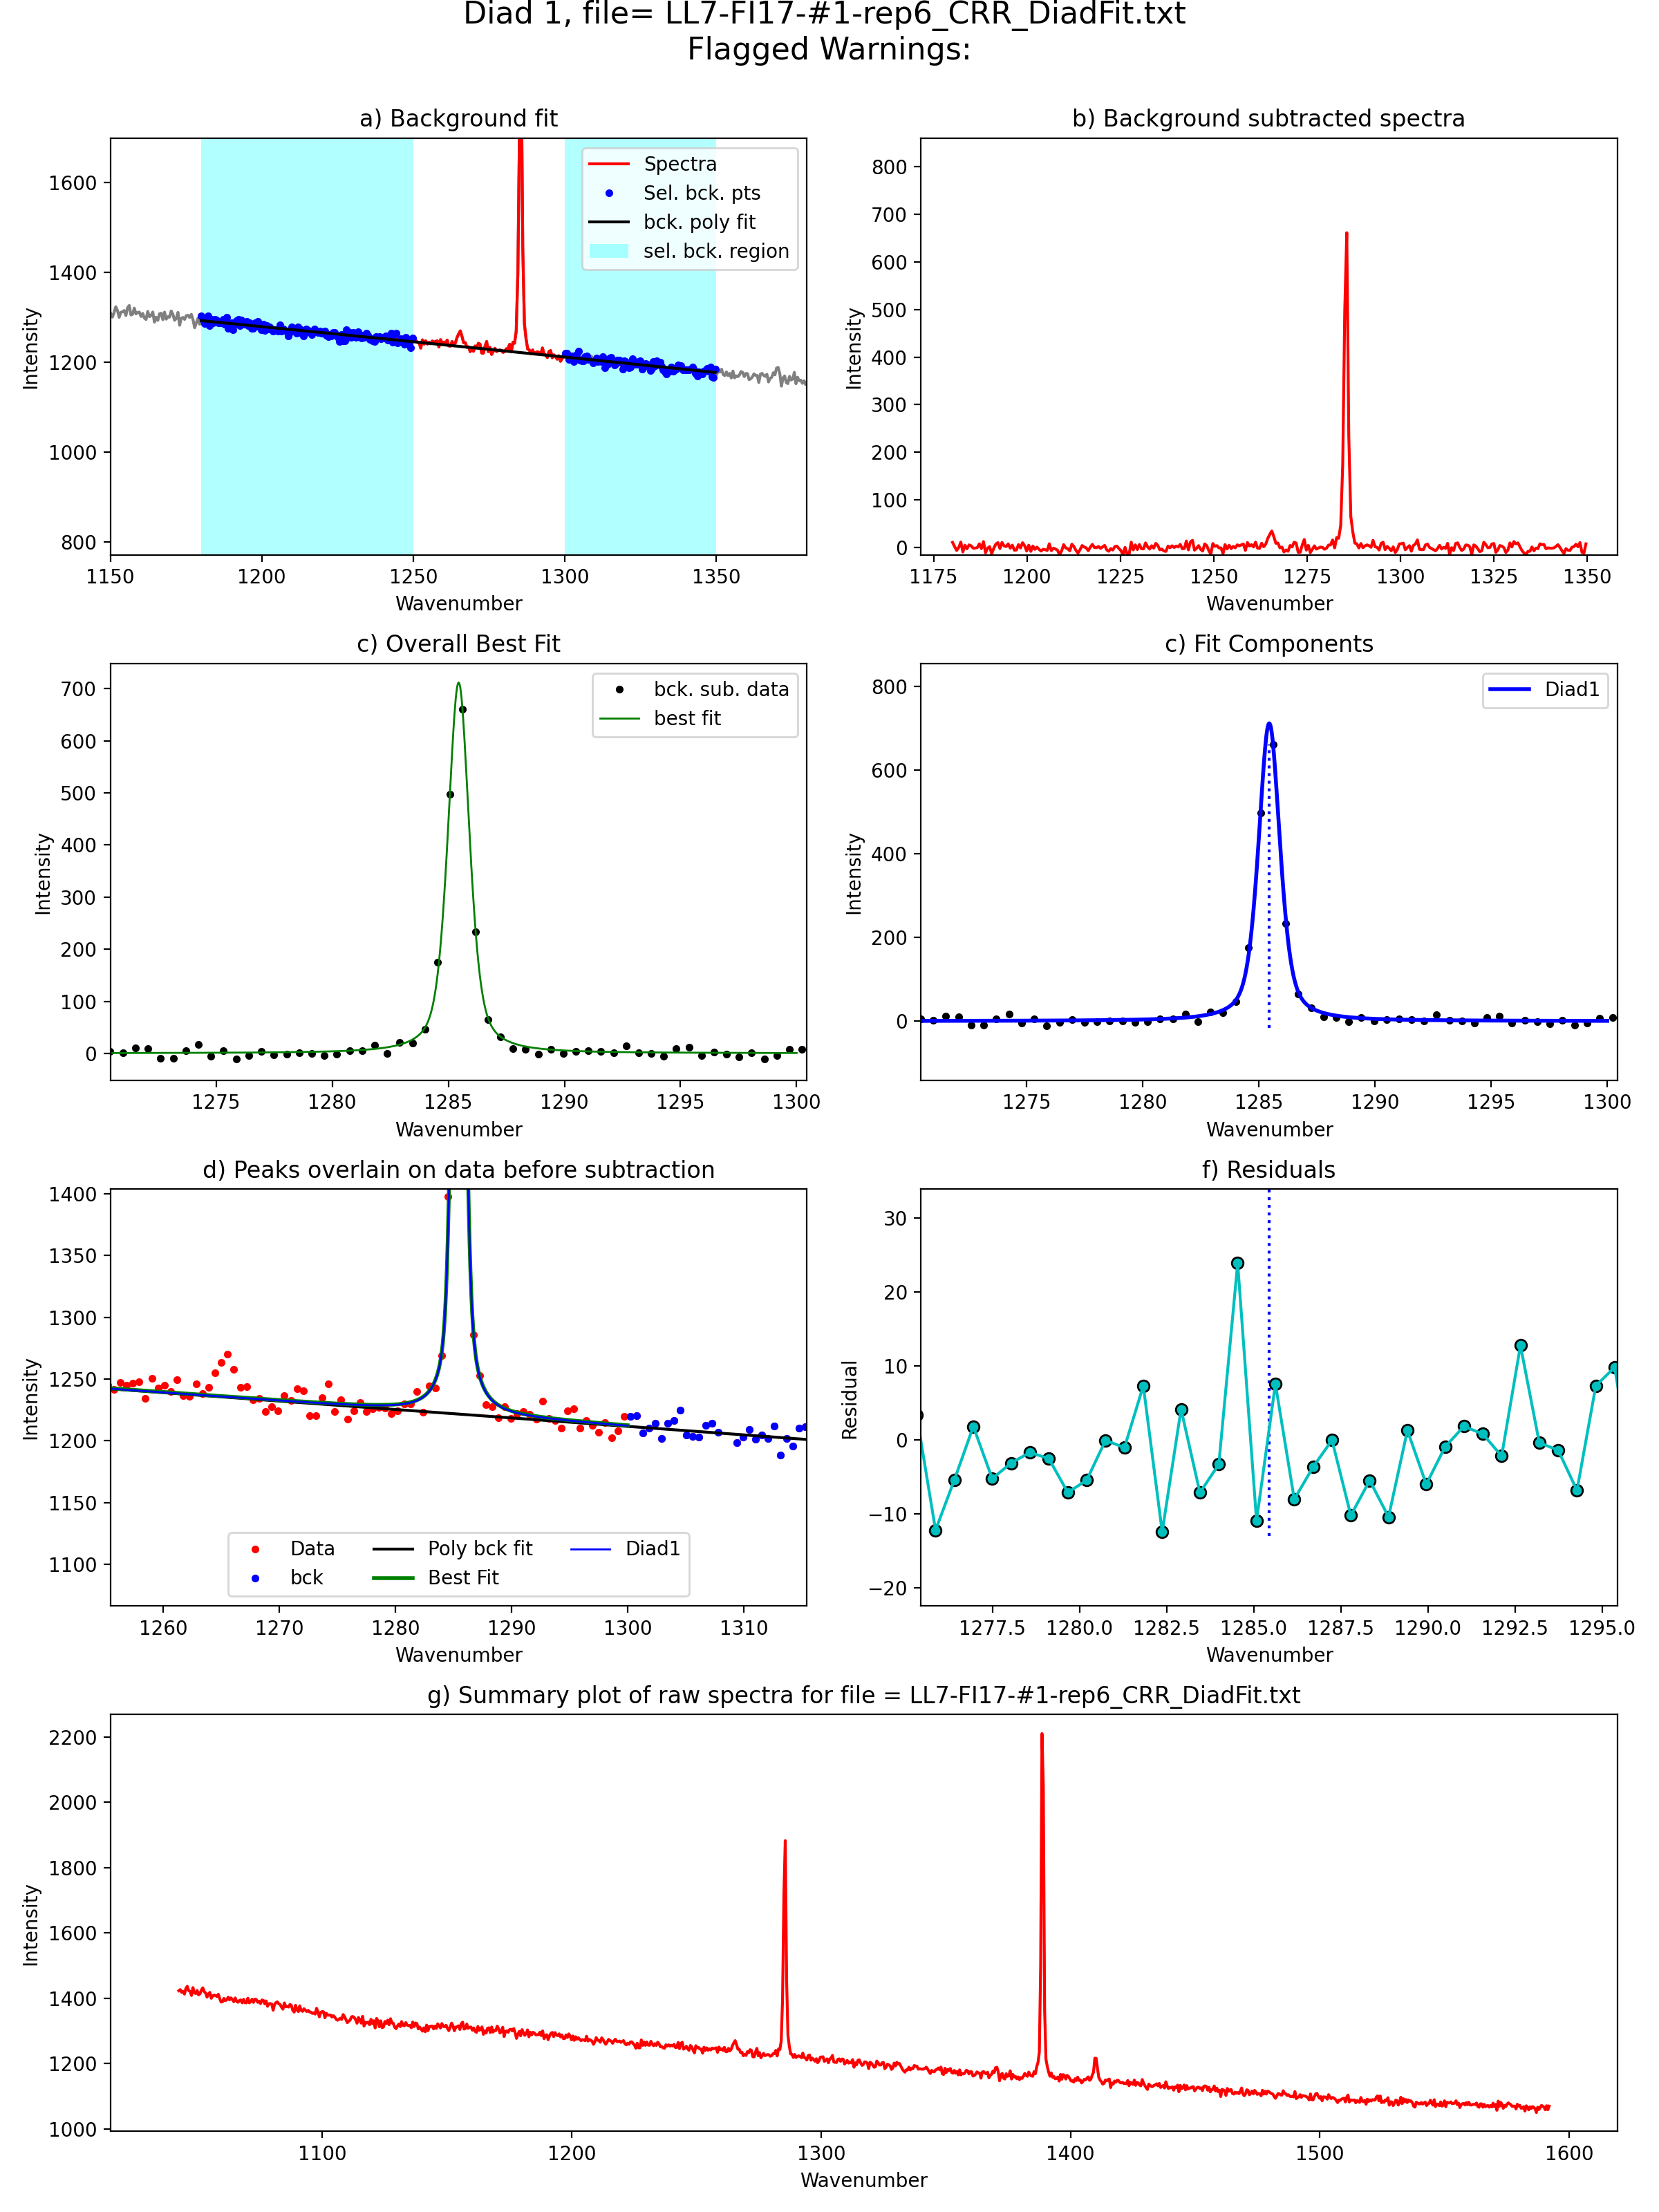 Diad 1, file= LL7-FI17-#1-rep6_CRR_DiadFit.txt
Flagged Warnings:
a) Background fit
Intensity
1600
1400
1200
1000
800
Spectra
Sel. bck. pts
bck. poly fit
sel. bck. region
1150 1200 1250 1300 1350
Wavenumber
b) Background subtracted spectra
Intensity
800
700
600
500
400
300
200
100
0
1175 1200 1225 1250 1275 1300 1325 1350
Wavenumber
c) Overall Best Fit
Intensity
700
600
500
400
300
200
100
0
bck. sub. data
best fit
1275 1280 1285 1290 1295 1300
Wavenumber
c) Fit Components
Intensity
800
600
400
200
0
Diad1
1275 1280 1285 1290 1295 1300
Wavenumber
d) Peaks overlain on data before subtraction
Intensity
1400
1350
1300
1250
1200
1150
1100
Data Poly bck fit Diad1
bck Best Fit
1260 1270 1280 1290 1300 1310
Wavenumber
f) Residuals
Residual
30
20
10
0
−10
−20
1277.5 1280.0 1282.5 1285.0 1287.5 1290.0 1292.5 1295.0
Wavenumber
g) Summary plot of raw spectra for file = LL7-FI17-#1-rep6_CRR_DiadFit.txt
Intensity
2200
2000
1800
1600
1400
1200
1000
1100 1200 1300 1400 1500 1600
Wavenumber